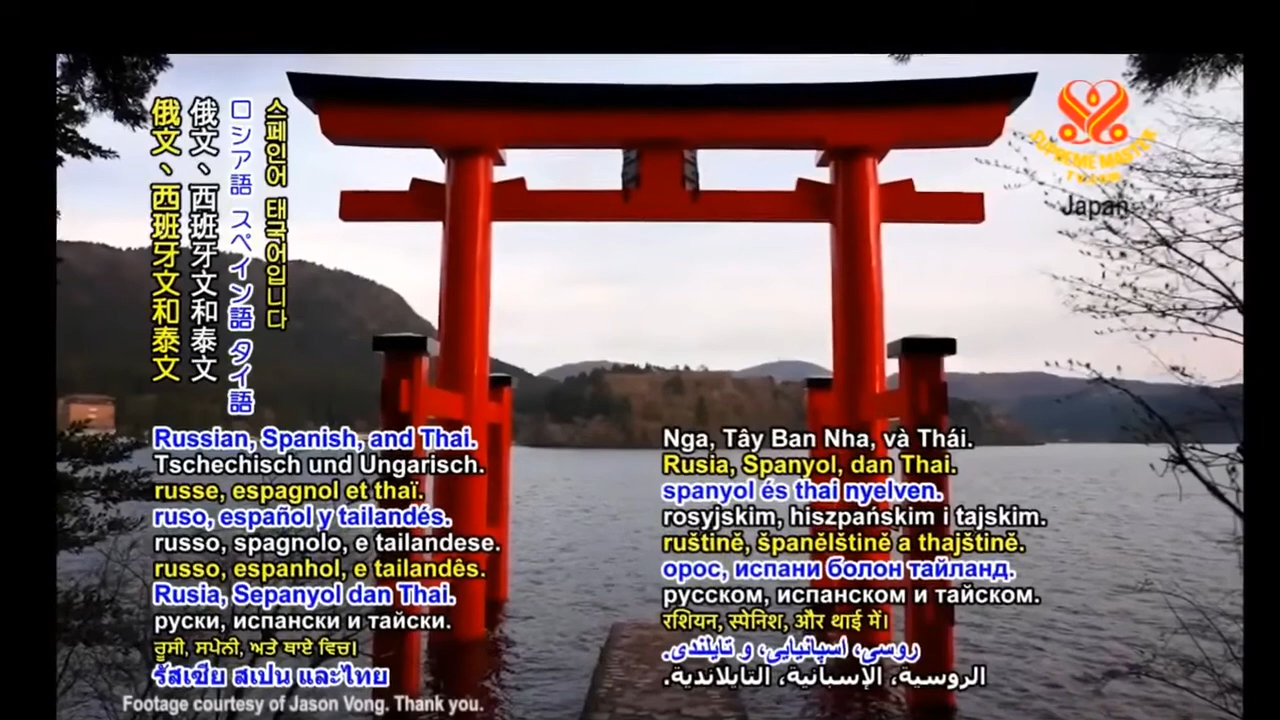 俄文、西班牙文和泰文
俄文、西班牙文和泰文
ロシア語 スペイン語 タイ語
스페인어 태국어입니다
SUPREME MASTER
Japan
Russian, Spanish, and Thai.
Tschechisch und Ungarisch.
russe, espagnol et thaï.
ruso, español y tailandés.
russo, spagnolo, e tailandese.
russo, espanhol, e tailandês.
Rusia, Sepanyol dan Thai.
руски, испански и тайски.
ਰੂਸੀ, ਸਪੇਨੀ, ਅਤੇ ਥਾਏ ਵਿਚ।
รัสเซีย สเปน และไทย
Nga, Tây Ban Nha, và Thái.
Rusia, Spanyol, dan Thai.
spanyol és thai nyelven.
rosyjskim, hiszpańskim i tajskim.
ruštině, španělštině a thajštině.
орос, испани болон тайланд.
русском, испанском и тайском.
रशियन, स्पेनिश, और थाई में।
روسی، اسپانیایی، و تایلندی.
الروسية، الإسبانية، التايلاندية.
Footage courtesy of Jason Vong. Thank you.